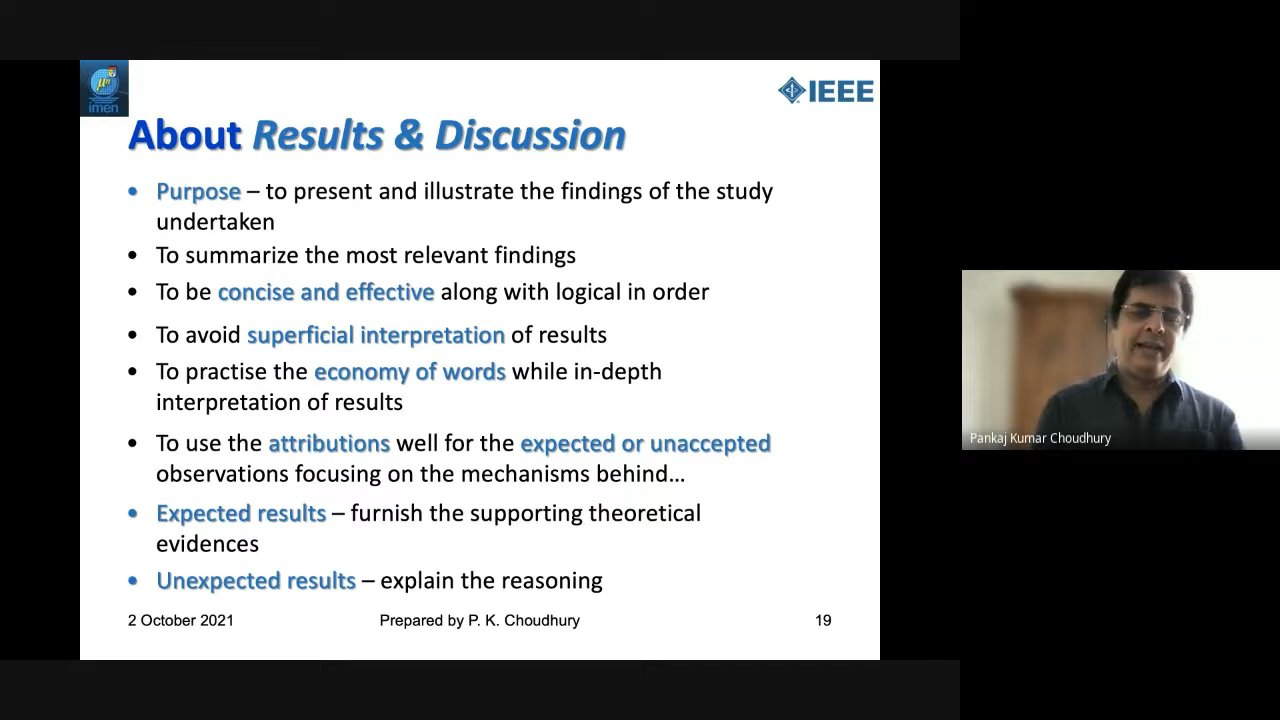 µn
imen
IEEE
About Results & Discussion
• Purpose – to present and illustrate the findings of the study
undertaken
• To summarize the most relevant findings
• To be concise and effective along with logical in order
• To avoid superficial interpretation of results
• To practise the economy of words while in-depth
interpretation of results
• To use the attributions well for the expected or unaccepted
observations focusing on the mechanisms behind...
• Expected results – furnish the supporting theoretical
evidences
• Unexpected results – explain the reasoning
2 October 2021
Prepared by P. K. Choudhury
19
Pankaj Kumar Choudhury